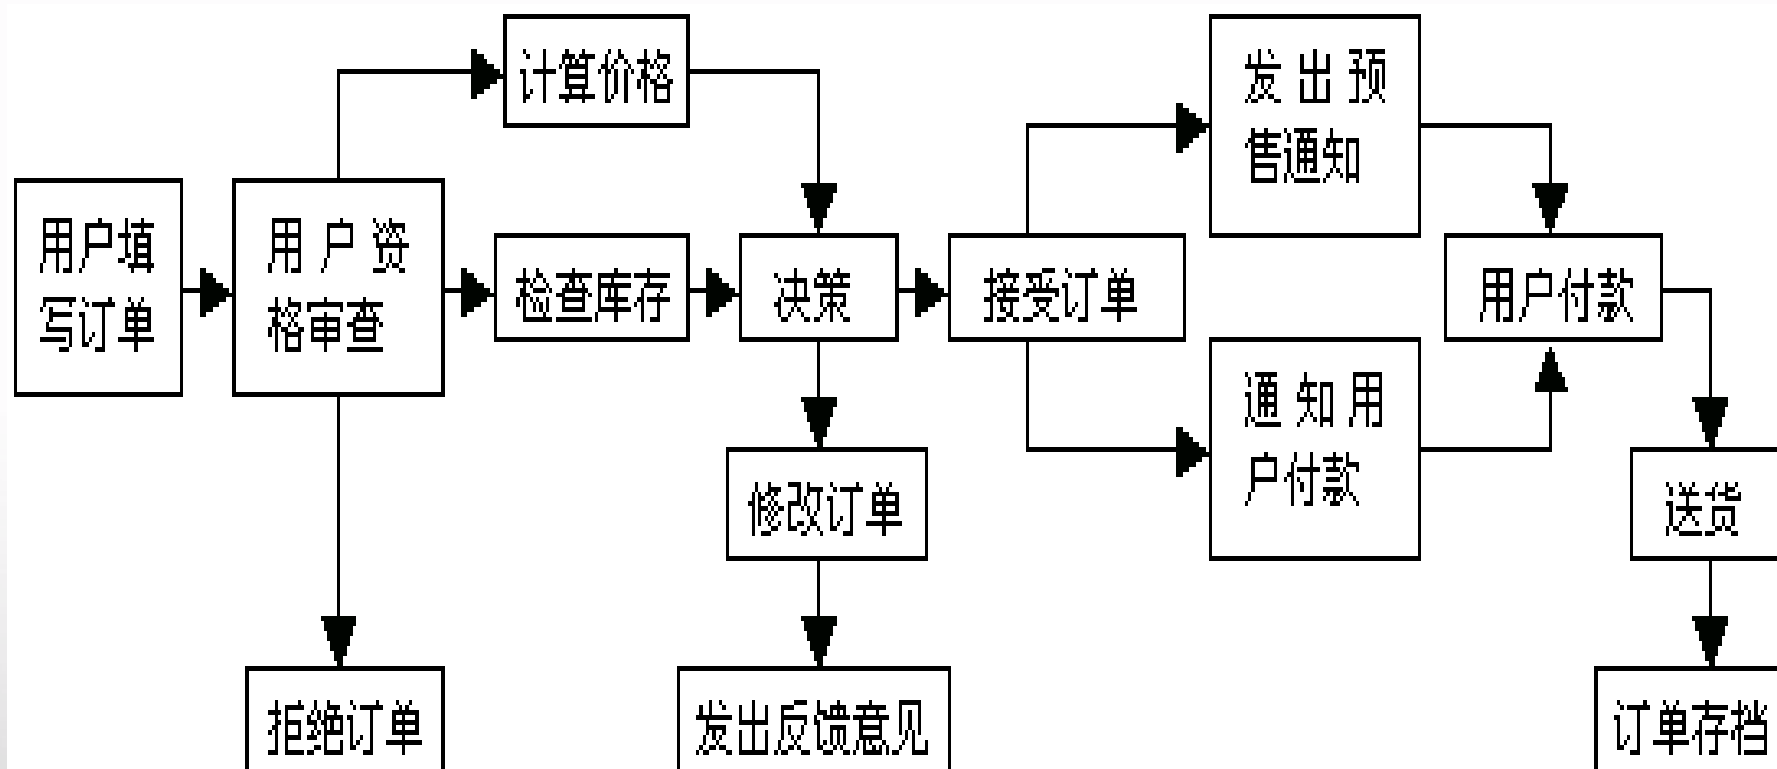 计算价格
发出预
售通知
用户填
写订单
用户资
格审查
检查库存
决策
接受订单
用户付款
通知用
户付款
修改订单
送货
拒绝订单
发出反馈意见
订单存档